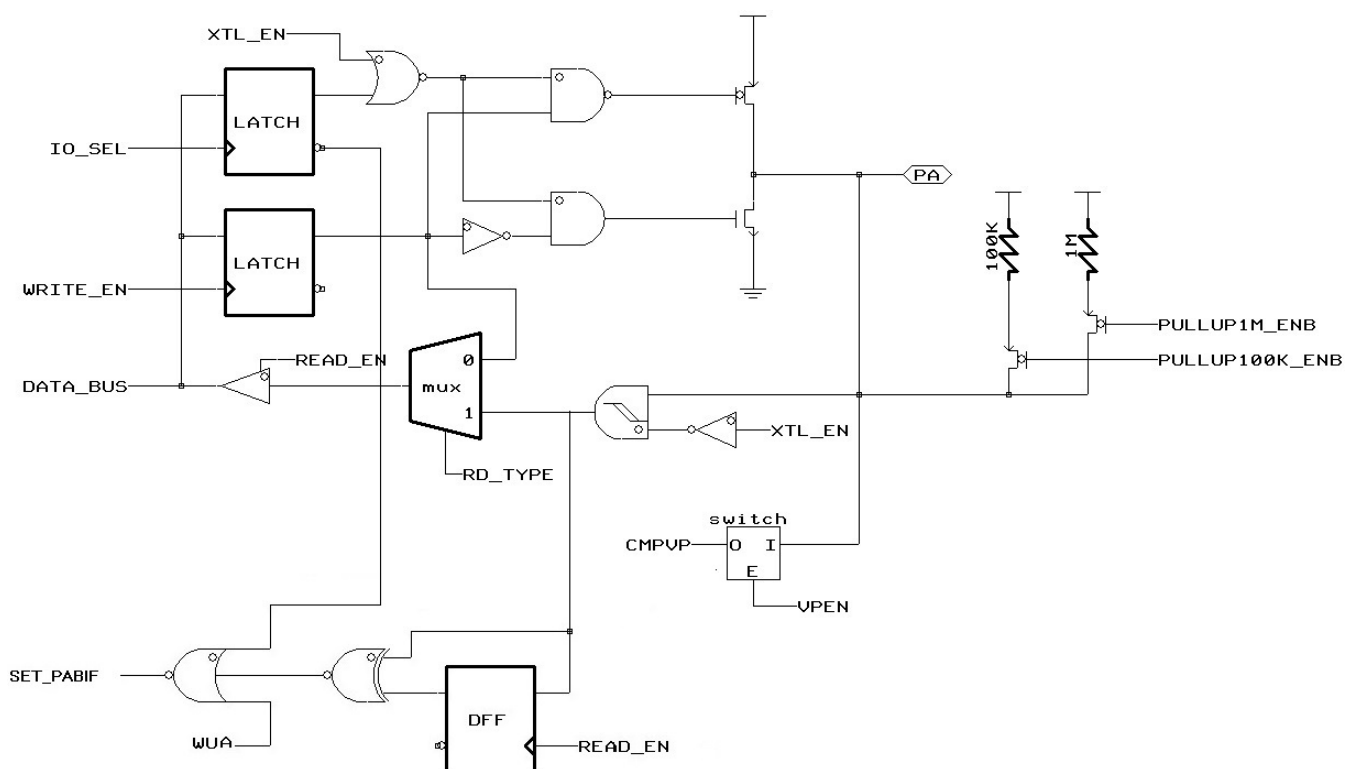 XTL_EN
LATCH
IO_SEL
PA
LATCH
WRITE_EN
100K
1M
PULLUP1M_ENB
READ_EN
0
PULLUP100K_ENB
DATA_BUS
mux
1
XTL_EN
RD_TYPE
switch
CMPVP
O I
E
VPEN
SET_PABIF
DFF
WUA
READ_EN